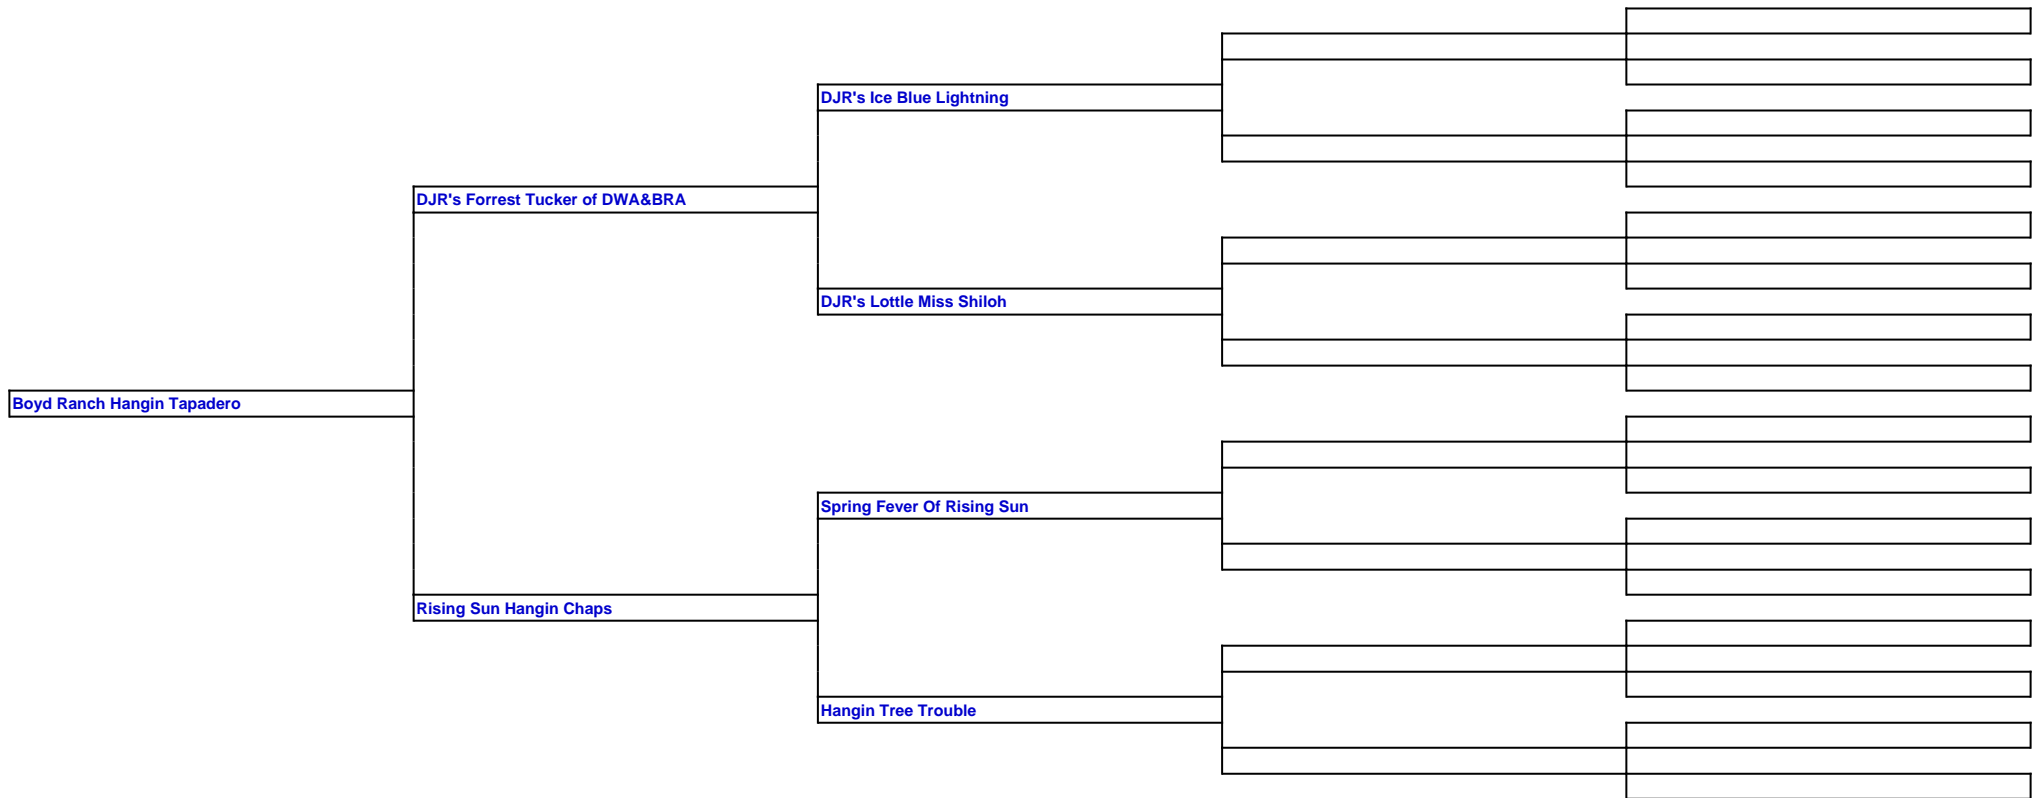 DJR's Ice Blue Lightning
DJR's Forrest Tucker of DWA&BRA
DJR's Lottle Miss Shiloh
Boyd Ranch Hangin Tapadero
Spring Fever Of Rising Sun
Rising Sun Hangin Chaps
Hangin Tree Trouble